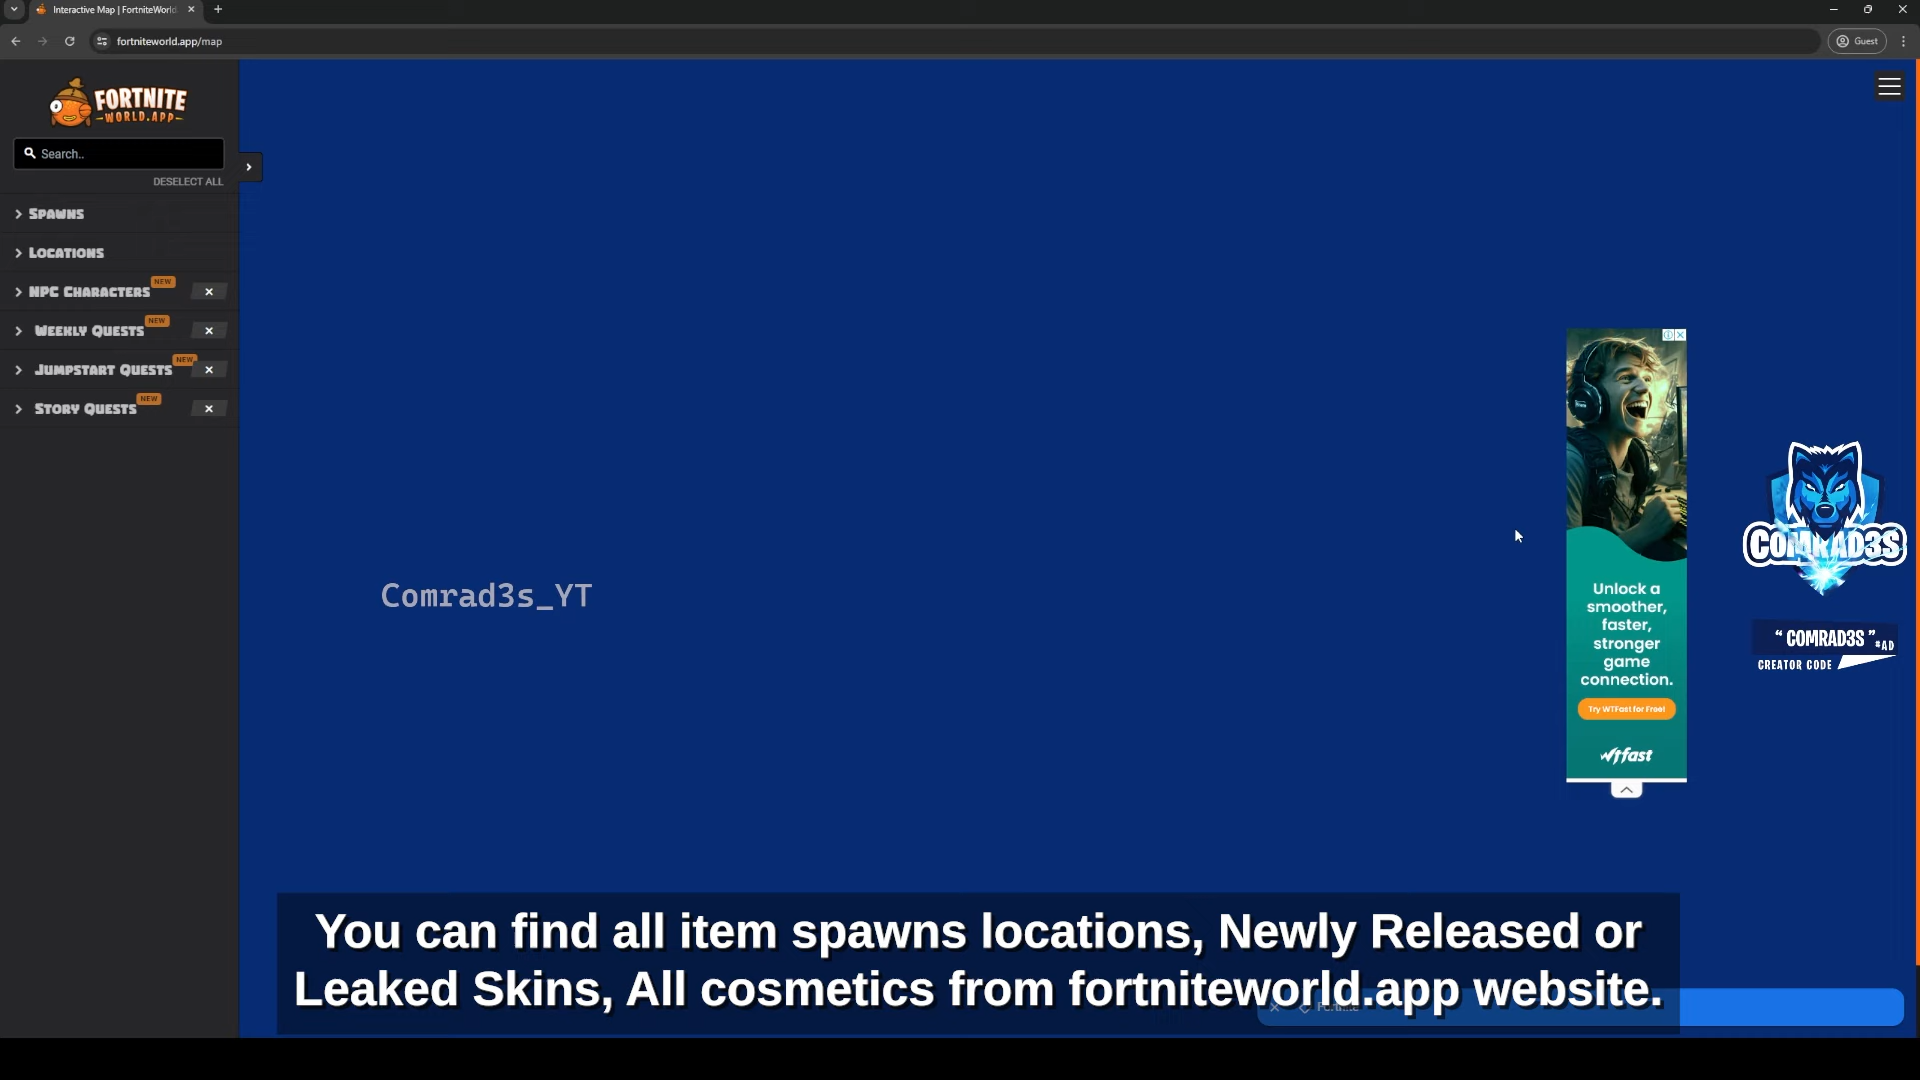 Interactive Map | FortniteWorld.
fortniteworld.app/map
Guest
FORTNITE
-WORLD.APP-
Search..
DESELECT ALL
SPAWNS
LOCATIONS
NPC CHARACTERS NEW
WEEKLY QUESTS NEW
JUMPSTART QUESTS NEW
STORY QUESTS NEW
Comrad3s_YT
Unlock a
smoother,
faster,
stronger
game
connection.
Try WTFast for Free!
wtfast
COMRAD3S
“ COMRAD3S ” #AD
CREATOR CODE
You can find all item spawns locations, Newly Released or
Leaked Skins, All cosmetics from fortniteworld.app website.